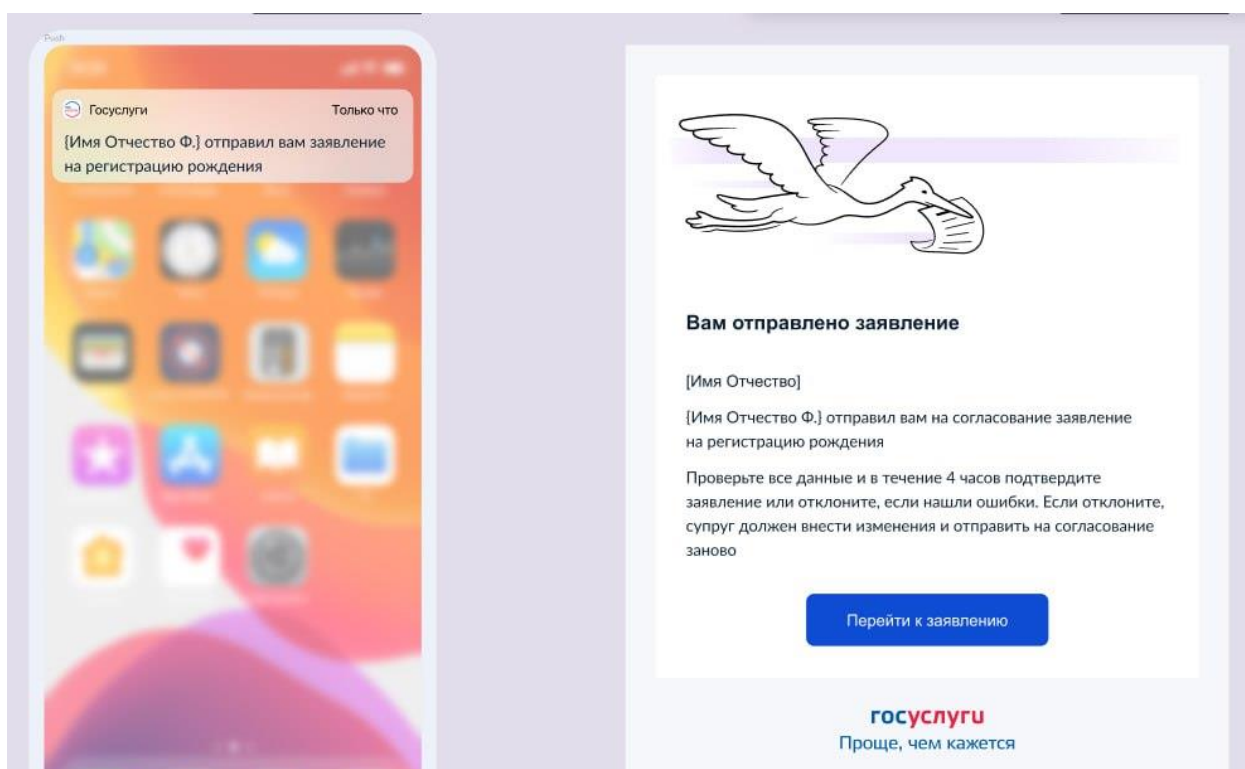 Push
Госуслуги
Только что
{Имя Отчество Ф.} отправил вам заявление
на регистрацию рождения
Вам отправлено заявление
[Имя Отчество]
{Имя Отчество Ф.} отправил вам на согласование заявление
на регистрацию рождения
Проверьте все данные и в течение 4 часов подтвердите
заявление или отклоните, если нашли ошибки. Если отклоните,
супруг должен внести изменения и отправить на согласование
заново
Перейти к заявлению
госуслуги
Проще, чем кажется